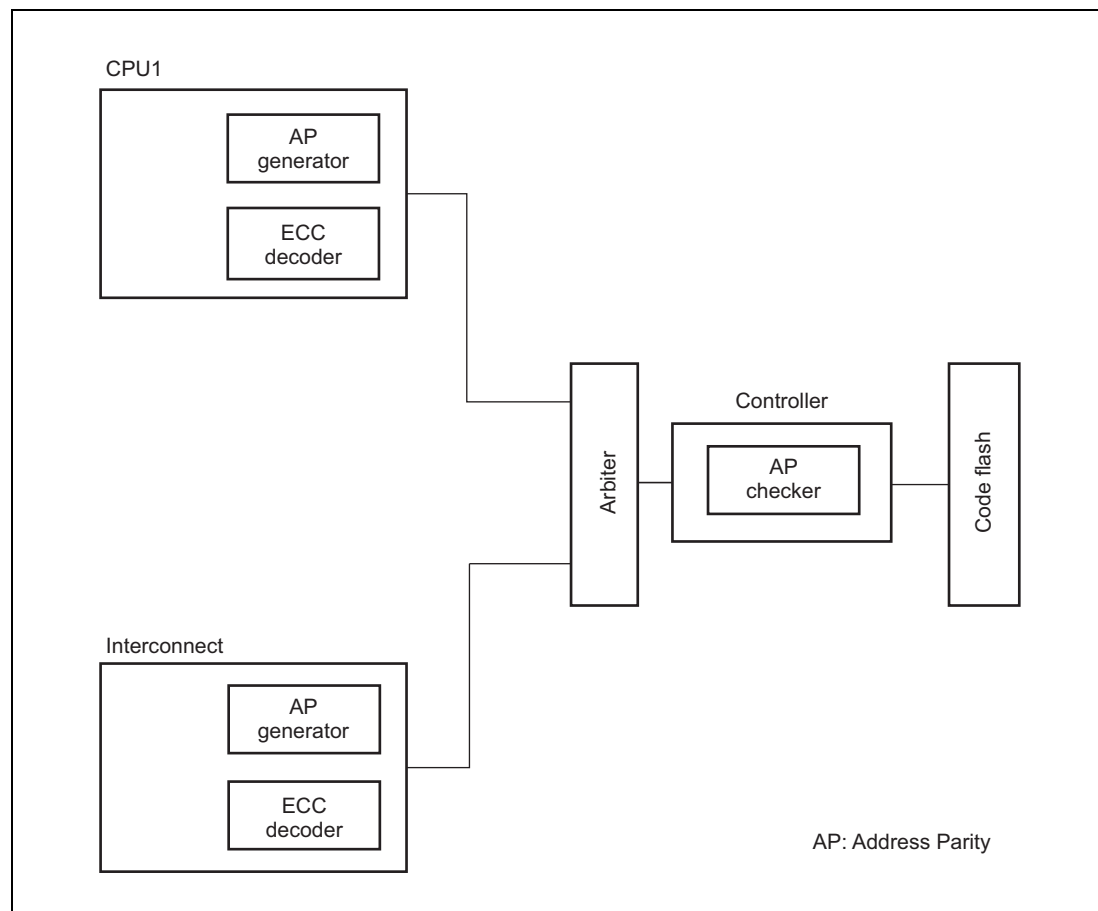 CPU1
AP
generator
ECC
decoder
Arbiter
Controller
AP
checker
Code flash
Interconnect
AP
generator
ECC
decoder
AP: Address Parity